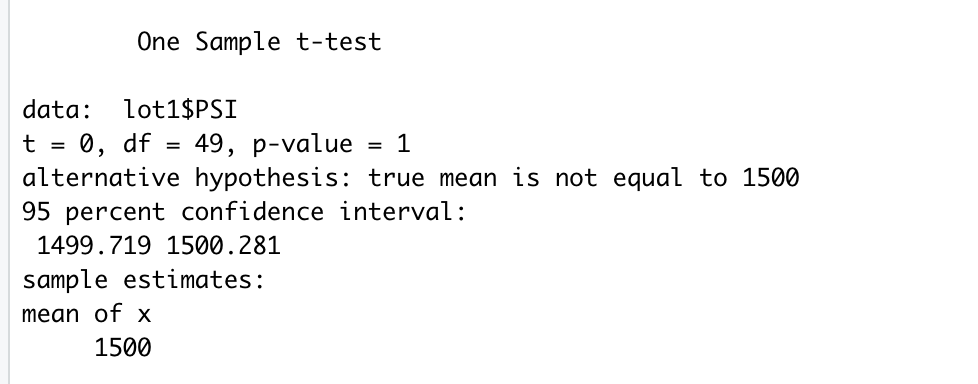 One Sample t-test
data:  lot1$PSI
t = 0, df = 49, p-value = 1
alternative hypothesis: true mean is not equal to 1500
95 percent confidence interval:
 1499.719 1500.281
sample estimates:
mean of x
     1500